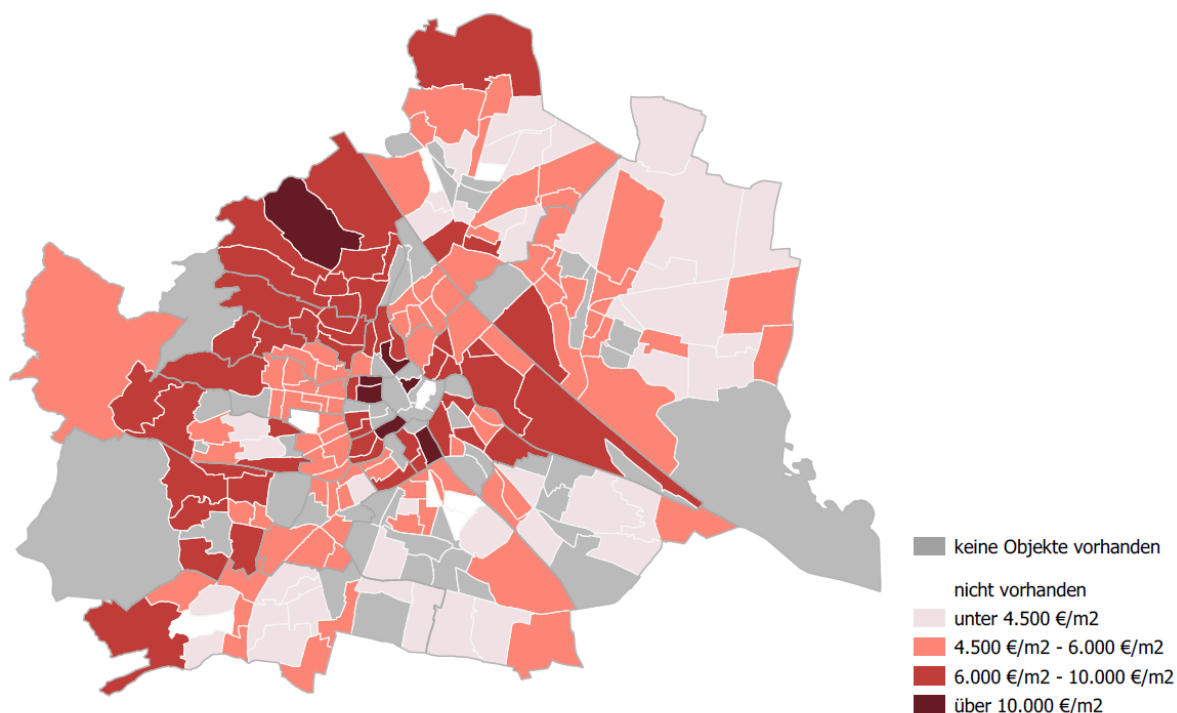 keine Objekte vorhanden
nicht vorhanden
unter 4.500 €/m2
4.500 €/m2 - 6.000 €/m2
6.000 €/m2 - 10.000 €/m2
über 10.000 €/m2